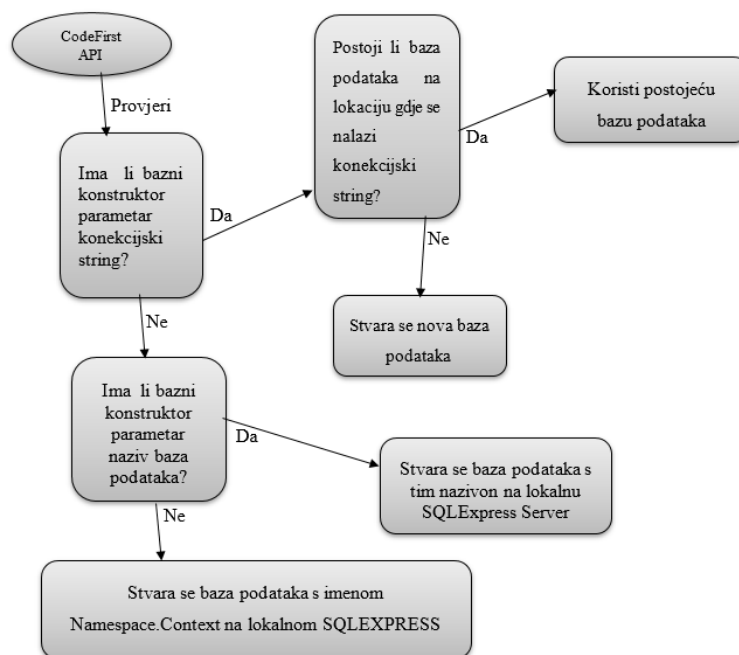 CodeFirst
API
Provjeri
Ima li bazni
konstruktor
parametar
konekcijski
string?
Da
Postoji li baza
podataka na
lokaciju gdje se
nalazi
konekcijski
string?
Da
Koristi postojeću
bazu podataka
Ne
Stvara se nova baza
podataka
Ne
Ima li bazni
konstruktor
parametar
naziv baza
podataka?
Da
Stvara se baza podataka s
tim nazivon na lokalnu
SQLExpress Server
Ne
Stvara se baza podataka s imenom
Namespace.Context na lokalnom SQLEXPRESS